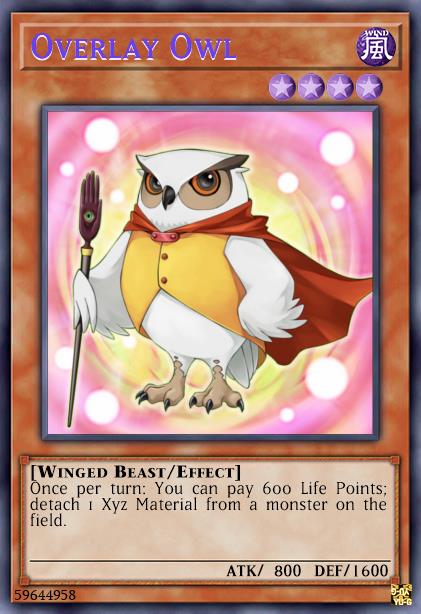 OVERLAY OWL
WIND
風
[WINGED BEAST/EFFECT]
Once per turn: You can pay 600 Life Points;
detach 1 Xyz Material from a monster on the
field.
ATK/ 800 DEF/1600
59644958